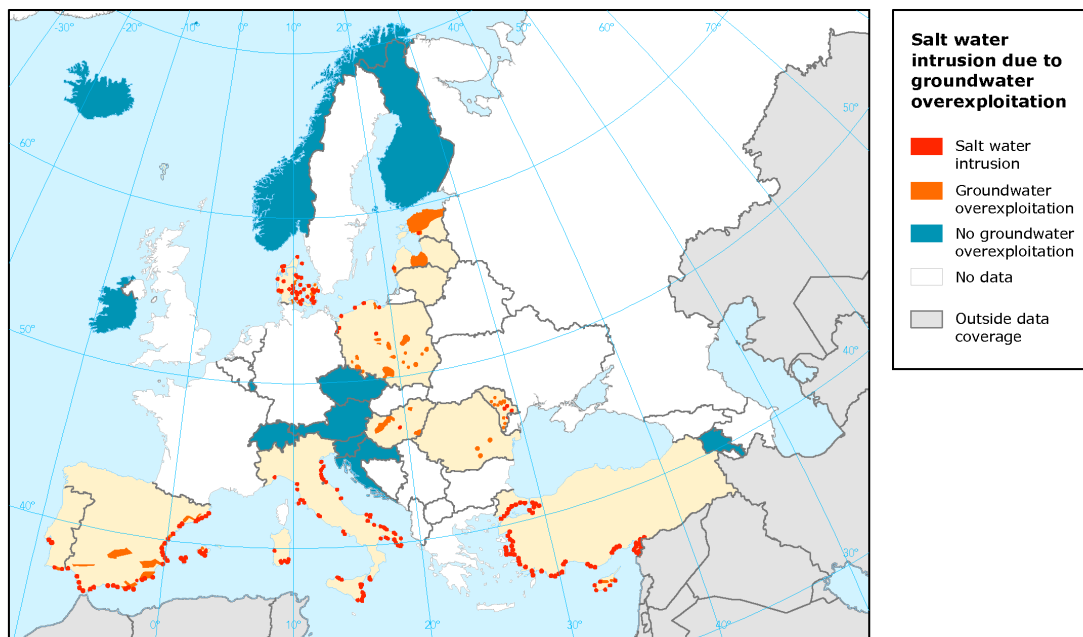 -30°
-20°
-10°
0°
10°
20°
30°
40°
50°
60°
70°
60°
50°
50°
40°
40°
30°
0°
10°
20°
30°
40°
Salt water
intrusion due to
groundwater
overexploitation
Salt water
intrusion
Groundwater
overexploitation
No groundwater
overexploitation
No data
Outside data
coverage